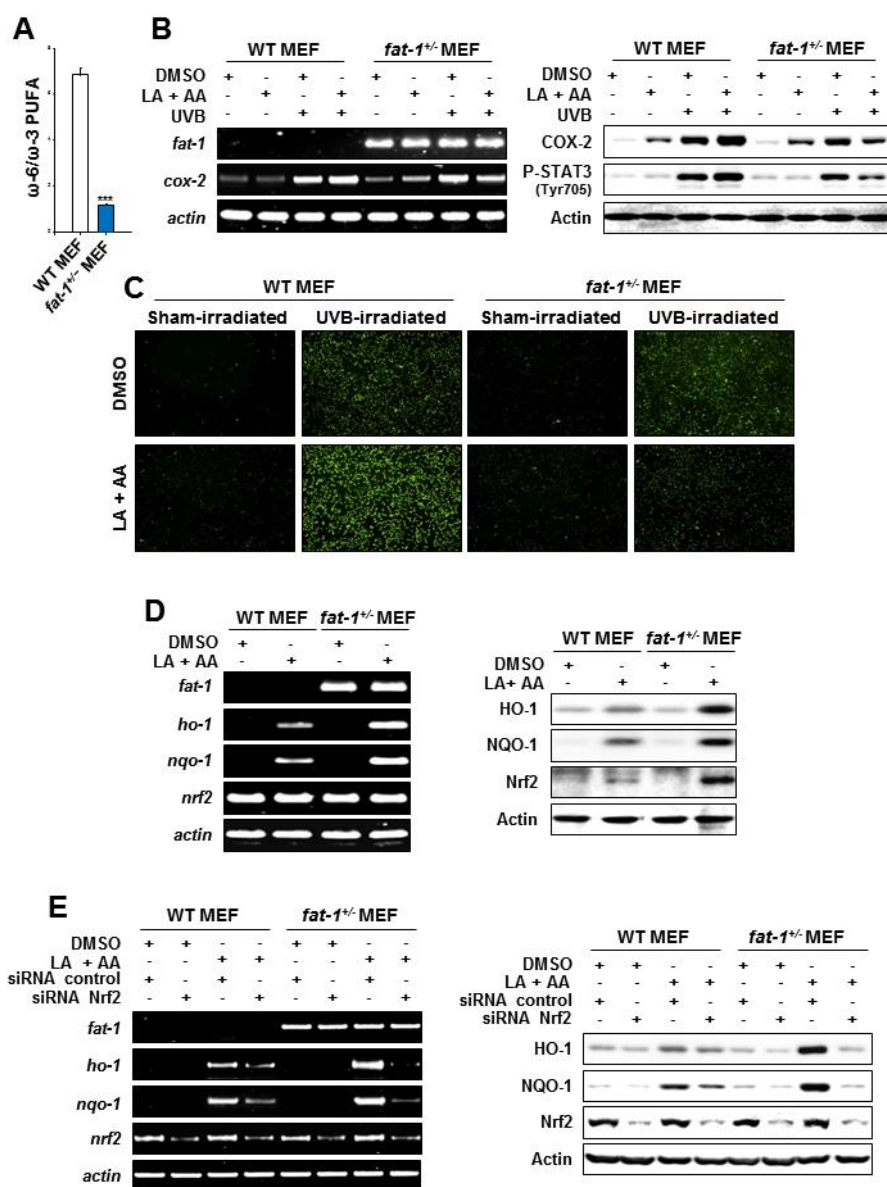 A
ω-6/ω-3 PUFA
***
WT MEF
fat-1+/- MEF
B
WT MEF fat-1+/- MEF
DMSO + - + - + - + -
LA + AA - + - + - + - +
UVB - - + + - - + +
fat-1
cox-2
actin
WT MEF fat-1+/- MEF
DMSO + - + - + - + -
LA + AA - + - + - + - +
UVB - - + + - - + +
COX-2
P-STAT3
(Tyr705)
Actin
C
WT MEF fat-1+/- MEF
Sham-irradiated UVB-irradiated Sham-irradiated UVB-irradiated
DMSO
LA + AA
D
WT MEF fat-1+/- MEF
DMSO + - + -
LA + AA - + - +
fat-1
ho-1
nqo-1
nrf2
actin
WT MEF fat-1+/- MEF
DMSO + - + -
LA+ AA - + - +
HO-1
NQO-1
Nrf2
Actin
E
WT MEF fat-1+/- MEF
DMSO + + - - + + - -
LA + AA - - + + - - + +
siRNA control + - + - + - + -
siRNA Nrf2 - + - + - + - +
fat-1
ho-1
nqo-1
nrf2
actin
WT MEF fat-1+/- MEF
DMSO + + - - + + - -
LA + AA - - + + - - + +
siRNA control + - + - + - + -
siRNA Nrf2 - + - + - + - +
HO-1
NQO-1
Nrf2
Actin